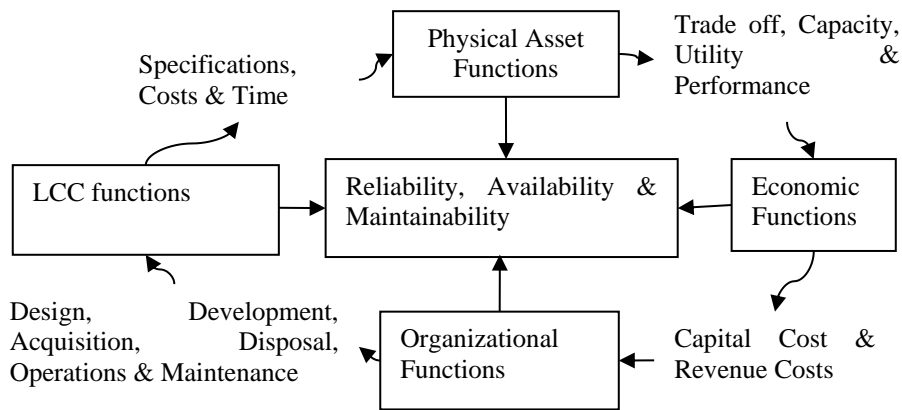 Physical Asset
Functions
Trade off, Capacity,
Utility &
Performance
Specifications,
Costs & Time
LCC functions
Reliability, Availability &
Maintainability
Economic
Functions
Design, Development,
Acquisition, Disposal,
Operations & Maintenance
Organizational
Functions
Capital Cost &
Revenue Costs